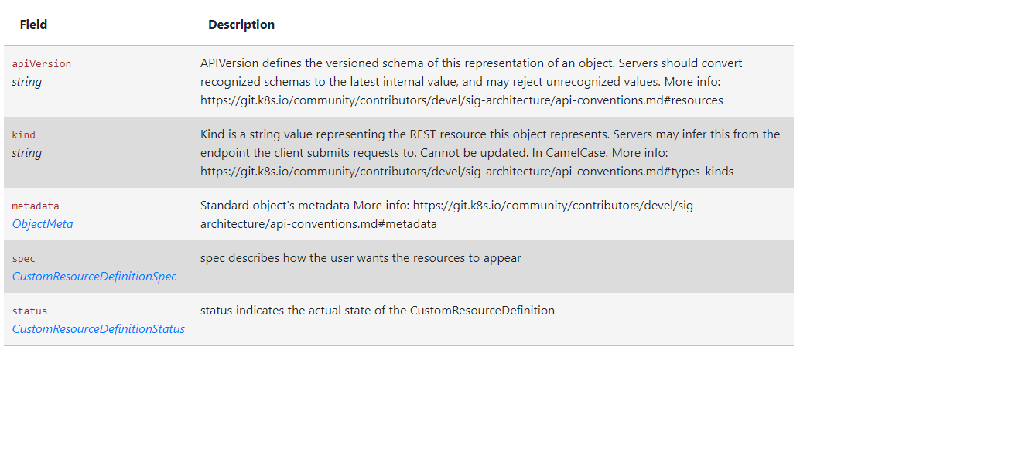 Field Description
apiVersion
string
APIVersion defines the versioned schema of this representation of an object. Servers should convert
recognized schemas to the latest internal value, and may reject unrecognized values. More info:
https://git.k8s.io/community/contributors/devel/sig-architecture/api-conventions.md#resources
kind
string
Kind is a string value representing the REST resource this object represents. Servers may infer this from the
endpoint the client submits requests to. Cannot be updated. In CamelCase. More info:
https://git.k8s.io/community/contributors/devel/sig-architecture/api-conventions.md#types-kinds
metadata
ObjectMeta
Standard object's metadata More info: https://git.k8s.io/community/contributors/devel/sig-
architecture/api-conventions.md#metadata
spec
CustomResourceDefinitionSpec
spec describes how the user wants the resources to appear
status
CustomResourceDefinitionStatus
status indicates the actual state of the CustomResourceDefinition